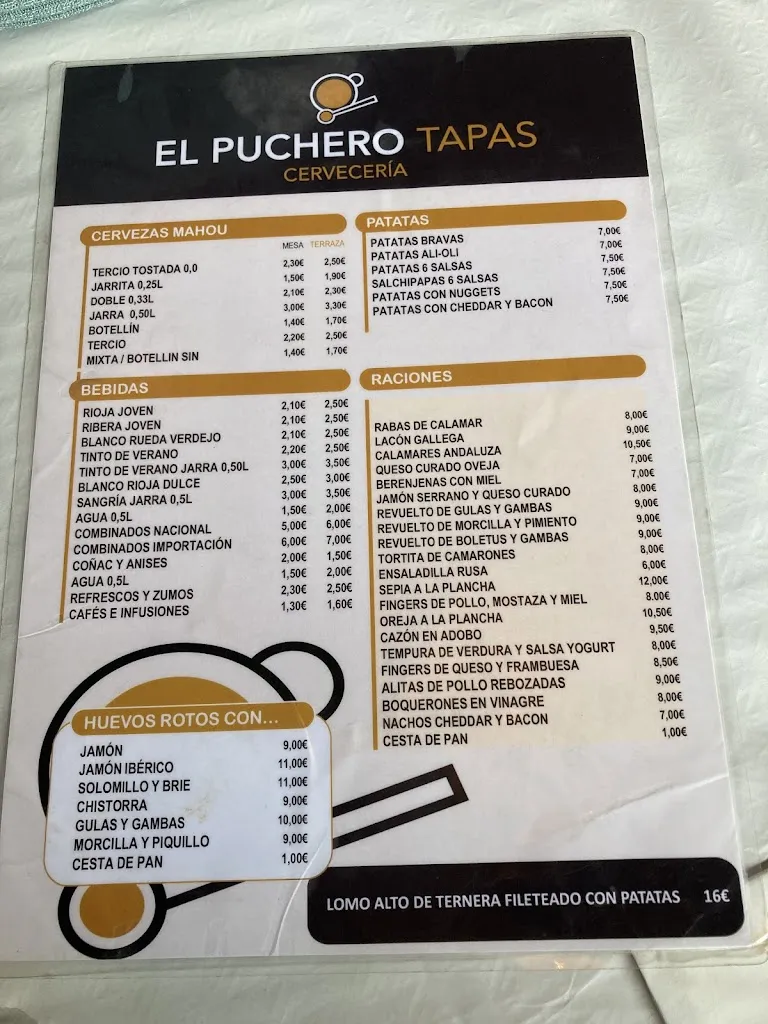 EL PUCHERO TAPAS
CERVECERÍA
CERVEZAS MAHOU
MESA TERRAZA
TERCIO TOSTADA 0,0 2,30€ 2,50€
JARRITA 0,25L 1,50€ 1,90€
DOBLE 0,33L 2,10€ 2,30€
JARRA 0,50L 3,00€ 3,30€
BOTELLÍN 1,40€ 1,70€
TERCIO 2,20€ 2,50€
MIXTA / BOTELLIN SIN 1,40€ 1,70€
BEBIDAS
RIOJA JOVEN 2,10€ 2,50€
RIBERA JOVEN 2,10€ 2,50€
BLANCO RUEDA VERDEJO 2,10€ 2,50€
TINTO DE VERANO 2,20€ 2,50€
TINTO DE VERANO JARRA 0,50L 3,00€ 3,50€
BLANCO RIOJA DULCE 2,50€ 3,00€
SANGRÍA JARRA 0,5L 3,00€ 3,50€
AGUA 0,5L 1,50€ 2,00€
COMBINADOS NACIONAL 5,00€ 6,00€
COMBINADOS IMPORTACIÓN 6,00€ 7,00€
COÑAC Y ANISES 2,00€ 1,50€
AGUA 0,5L 1,50€ 2,00€
REFRESCOS Y ZUMOS 2,30€ 2,50€
CAFÉS E INFUSIONES 1,30€ 1,60€
HUEVOS ROTOS CON...
JAMÓN 9,00€
JAMÓN IBÉRICO 11,00€
SOLOMILLO Y BRIE 11,00€
CHISTORRA 9,00€
GULAS Y GAMBAS 10,00€
MORCILLA Y PIQUILLO 9,00€
CESTA DE PAN 1,00€
PATATAS
PATATAS BRAVAS 7,00€
PATATAS ALI-OLI 7,00€
PATATAS 6 SALSAS 7,50€
SALCHIPAPAS 6 SALSAS 7,50€
PATATAS CON NUGGETS 7,50€
PATATAS CON CHEDDAR Y BACON 7,50€
RACIONES
RABAS DE CALAMAR 8,00€
LACÓN GALLEGA 9,00€
CALAMARES ANDALUZA 10,50€
QUESO CURADO OVEJA 7,00€
BERENJENAS CON MIEL 7,00€
JAMÓN SERRANO Y QUESO CURADO 8,00€
REVUELTO DE GULAS Y GAMBAS 9,00€
REVUELTO DE MORCILLA Y PIMIENTO 9,00€
REVUELTO DE BOLETUS Y GAMBAS 9,00€
TORTITA DE CAMARONES 8,00€
ENSALADILLA RUSA 6,00€
SEPIA A LA PLANCHA 12,00€
FINGERS DE POLLO, MOSTAZA Y MIEL 8.00€
OREJA A LA PLANCHA 10,50€
CAZÓN EN ADOBO 9,50€
TEMPURA DE VERDURA Y SALSA YOGURT 8,00€
FINGERS DE QUESO Y FRAMBUESA 8,50€
ALITAS DE POLLO REBOZADAS 9,00€
BOQUERONES EN VINAGRE 8,00€
NACHOS CHEDDAR Y BACON 7,00€
CESTA DE PAN 1,00€
LOMO ALTO DE TERNERA FILETEADO CON PATATAS 16€